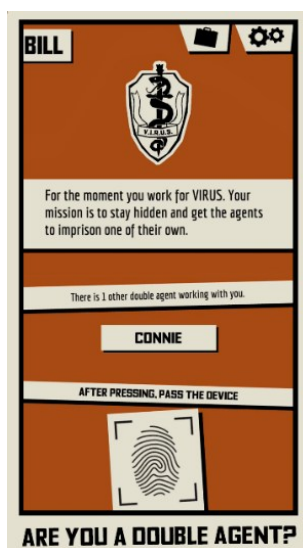 BILL
V.I.R.U.S.
For the moment you work for VIRUS. Your
mission is to stay hidden and get the agents
to imprison one of their own.
There is 1 other double agent working with you.
CONNIE
AFTER PRESSING, PASS THE DEVICE
ARE YOU A DOUBLE AGENT?